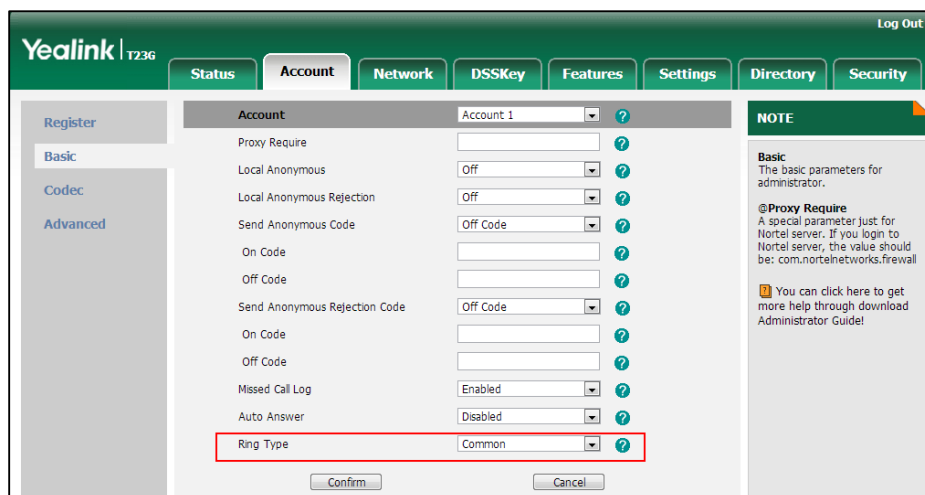 Log Out
Yealink T23G
Status Account Network DSSKey Features Settings Directory Security
Register
Basic
Codec
Advanced
Account Account 1 ?
Proxy Require ?
Local Anonymous Off ?
Local Anonymous Rejection Off ?
Send Anonymous Code Off Code ?
On Code ?
Off Code ?
Send Anonymous Rejection Code Off Code ?
On Code ?
Off Code ?
Missed Call Log Enabled ?
Auto Answer Disabled ?
Ring Type Common ?
Confirm Cancel
NOTE
Basic
The basic parameters for
administrator.
@Proxy Require
A special parameter just for
Nortel server. If you login to
Nortel server, the value should
be: com.nortelnetworks.firewall
? You can click here to get
more help through download
Administrator Guide!